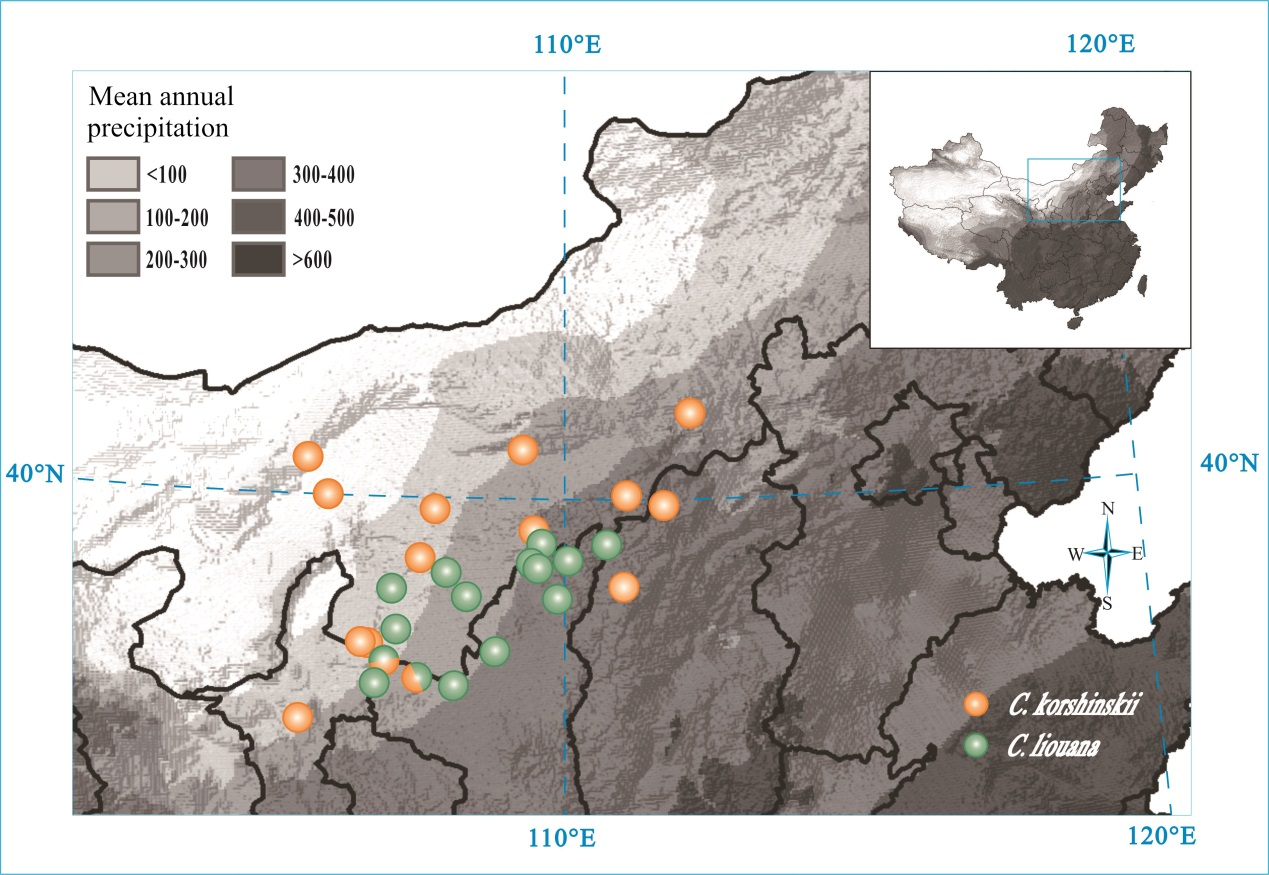 110°E
120°E
Mean annual
precipitation
<100
300-400
100-200
400-500
200-300
>600
40°N
40°N
N
W
E
S
C. korshinskii
C. liouana
110°E
120°E